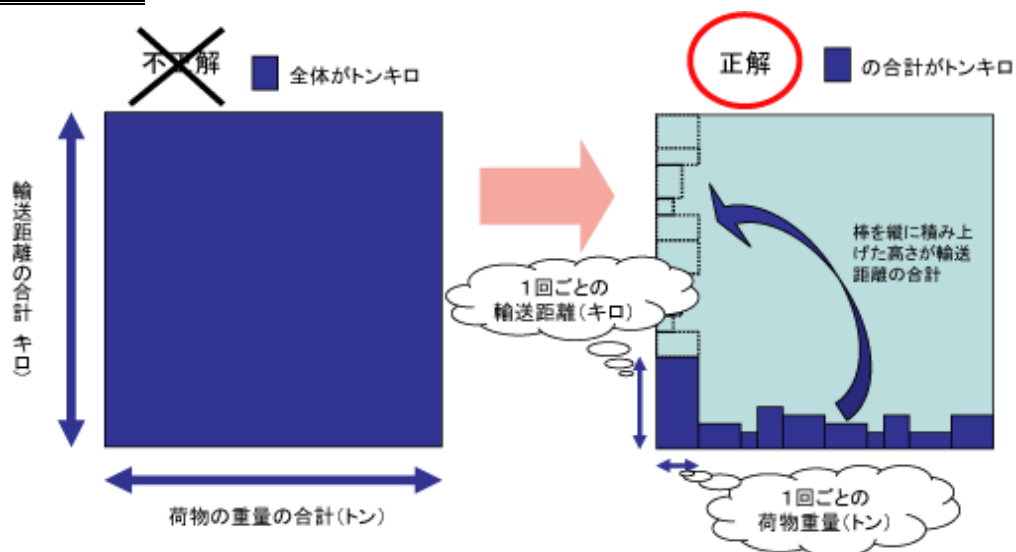 不正解
全体がトンキロ
輸送距離の合計 キロ)
荷物の重量の合計(トン)
正解
の合計がトンキロ
棒を縦に積み上
げた高さが輸送
距離の合計
1回ごとの
輸送距離(キロ)
1回ごとの
荷物重量(トン)